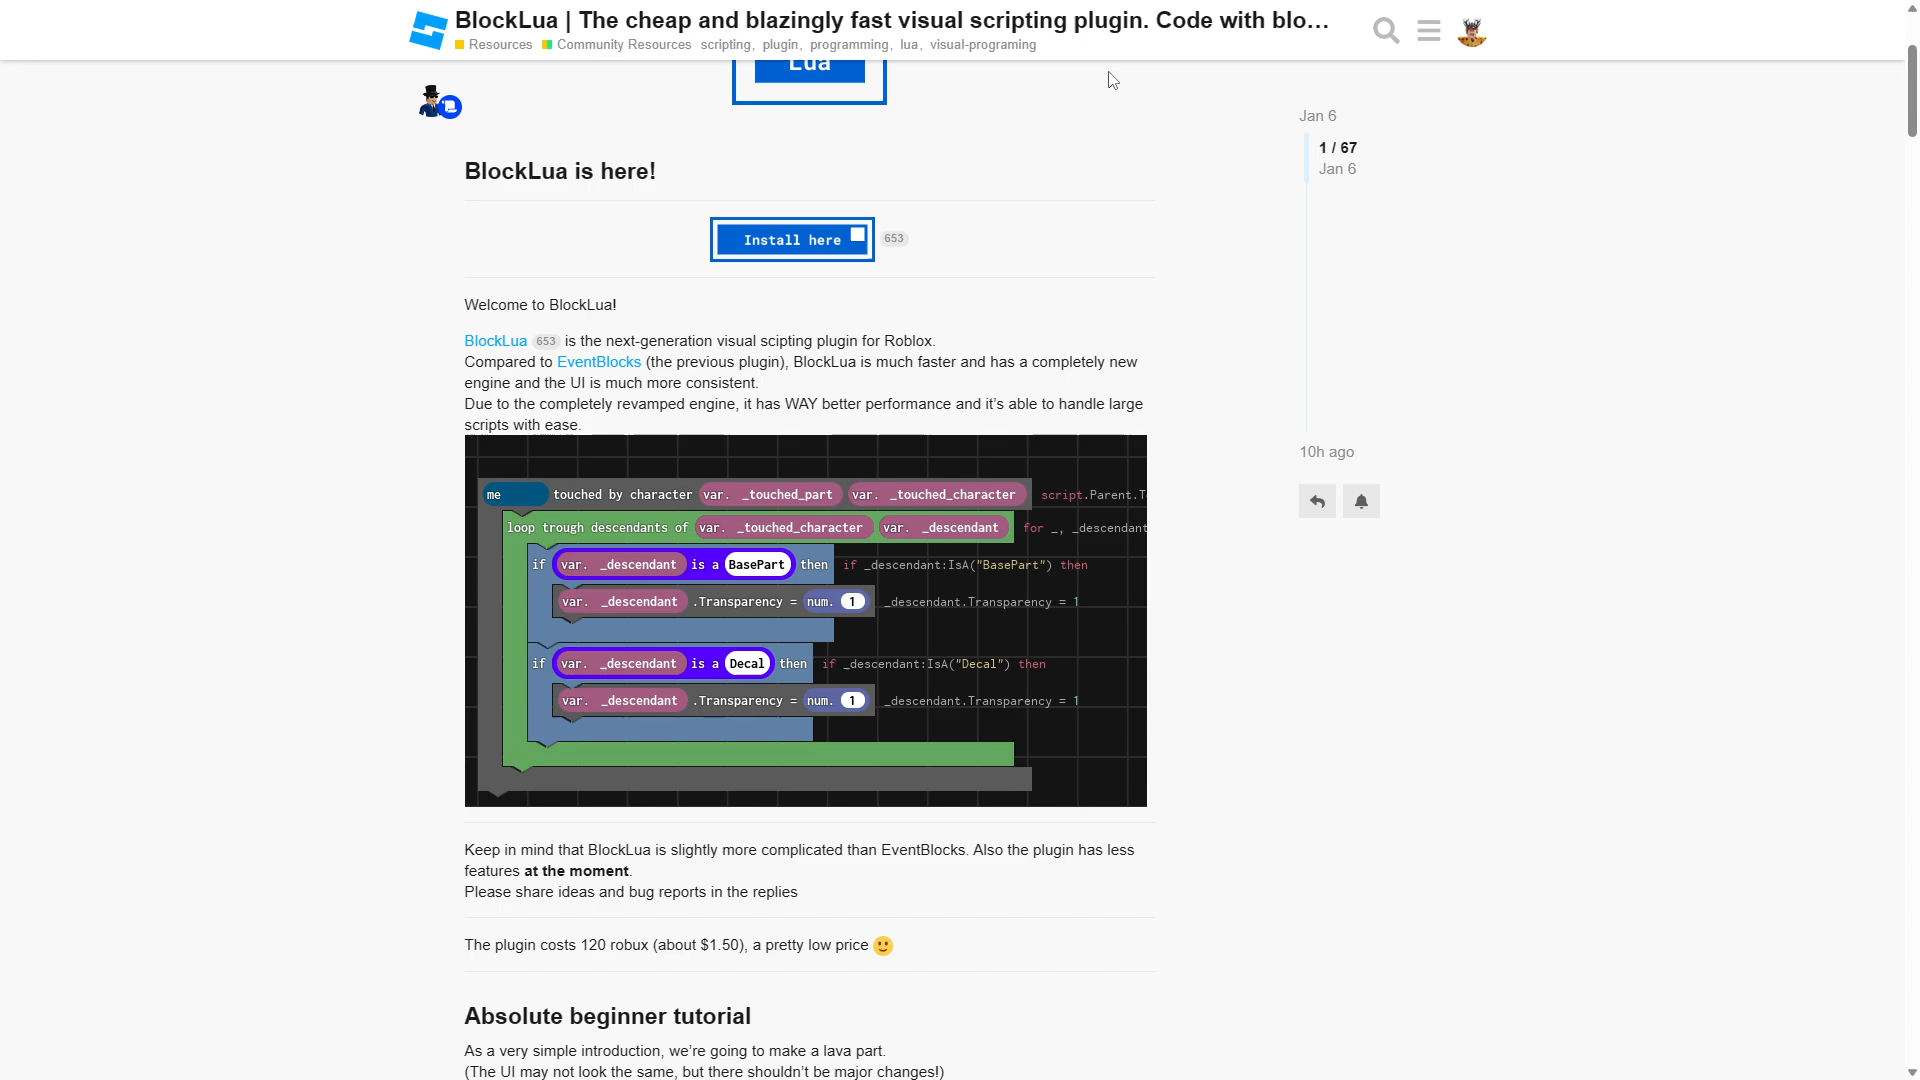 BlockLua | The cheap and blazingly fast visual scripting plugin. Code with blo...
Resources Community Resources scripting, plugin, programming, lua, visual-programing
Lua
Jan 6
1 / 67
Jan 6
BlockLua is here!
Install here 653
Welcome to BlockLua!
BlockLua 653 is the next-generation visual scipting plugin for Roblox.
Compared to EventBlocks (the previous plugin), BlockLua is much faster and has a completely new
engine and the UI is much more consistent.
Due to the completely revamped engine, it has WAY better performance and it's able to handle large
scripts with ease.
10h ago
me touched by character var. _touched_part var. _touched_character script.Parent.T
loop trough descendants of var. _touched_character var. _descendant for _, _descendant
if var. _descendant is a BasePart then if _descendant:IsA("BasePart") then
var. _descendant .Transparency = num. 1 _descendant.Transparency = 1
if var. _descendant is a Decal then if _descendant:IsA("Decal") then
var. _descendant .Transparency = num. 1 _descendant.Transparency = 1
Keep in mind that BlockLua is slightly more complicated than EventBlocks. Also the plugin has less
features at the moment.
Please share ideas and bug reports in the replies
The plugin costs 120 robux (about $1.50), a pretty low price 🙂
Absolute beginner tutorial
As a very simple introduction, we're going to make a lava part.
(The UI may not look the same, but there shouldn't be major changes!)